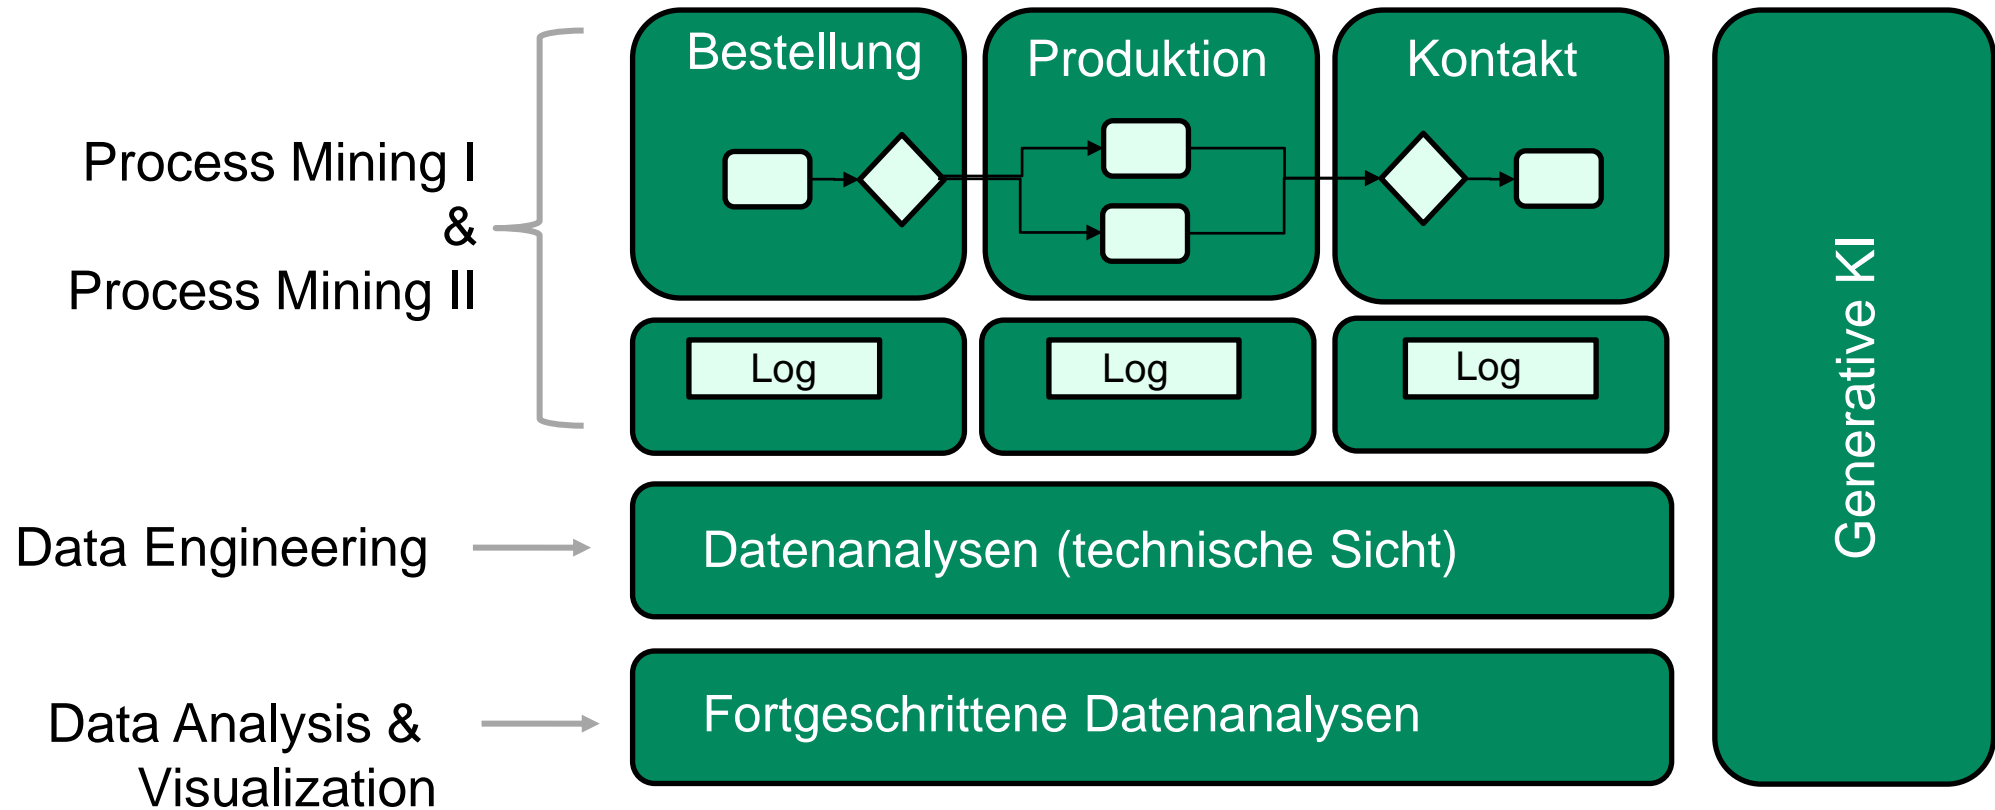 Bestellung
Produktion
Kontakt
Process Mining I
&
Process Mining II
Log
Log
Log
Data Engineering
Datenanalysen (technische Sicht)
Data Analysis &
Visualization
Fortgeschrittene Datenanalysen
Generative KI